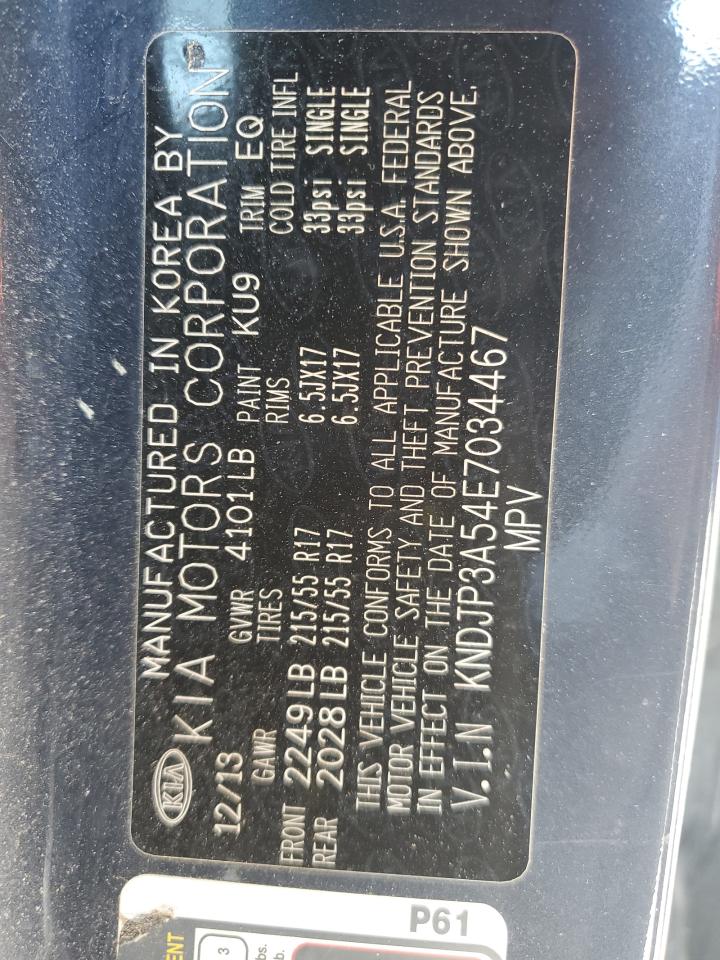 MANUFACTURED IN KOREA BY
KIA KIA MOTORS CORPORATION
12/13 GVWR 4101LB PAINT KU9 TRIM EQ
GAWR TIRES RIMS COLD TIRE INFL
FRONT 2249LB 215/55 R17 6.5JX17 33psi SINGLE
REAR 2028LB 215/55 R17 6.5JX17 33psi SINGLE
THIS VEHICLE CONFORMS TO ALL APPLICABLE U.S.A. FEDERAL
MOTOR VEHICLE SAFETY AND THEFT PREVENTION STANDARDS
IN EFFECT ON THE DATE OF MANUFACTURE SHOWN ABOVE.
V.I.N KNDJP3A54E7034467
MPV
P61
ENT
3
bs.
b.